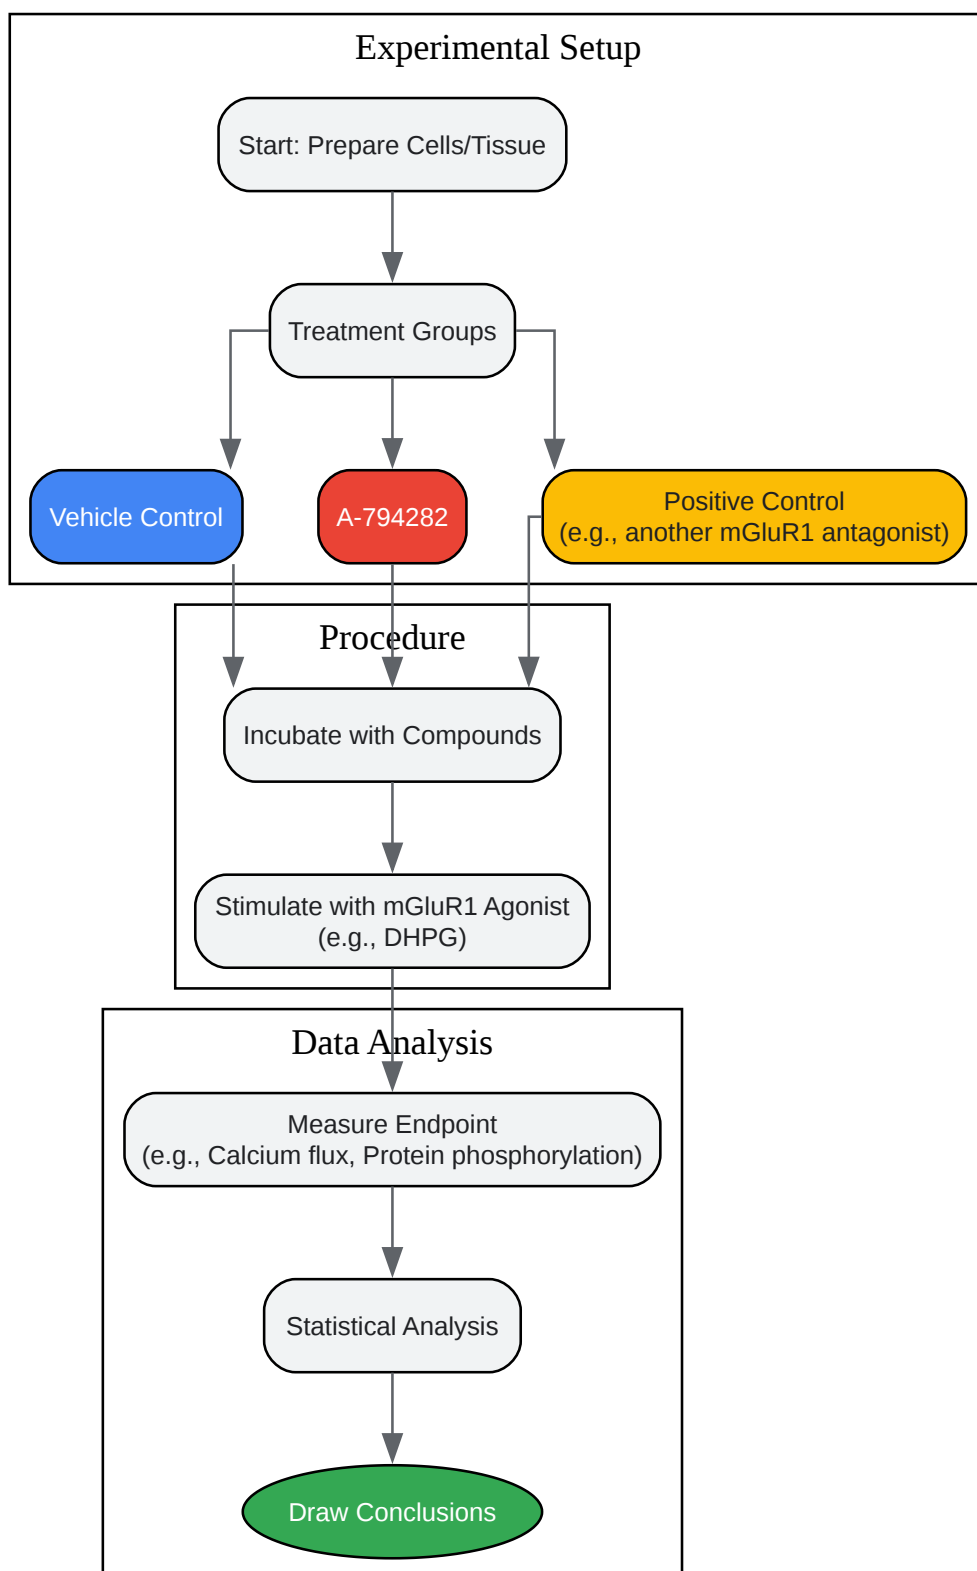 Experimental Setup
Start: Prepare Cells/Tissue
Treatment Groups
Vehicle Control
A-794282
Positive Control
(e.g., another mGluR1 antagonist)
Procedure
Incubate with Compounds
Stimulate with mGluR1 Agonist
(e.g., DHPG)
Data Analysis
Measure Endpoint
(e.g., Calcium flux, Protein phosphorylation)
Statistical Analysis
Draw Conclusions